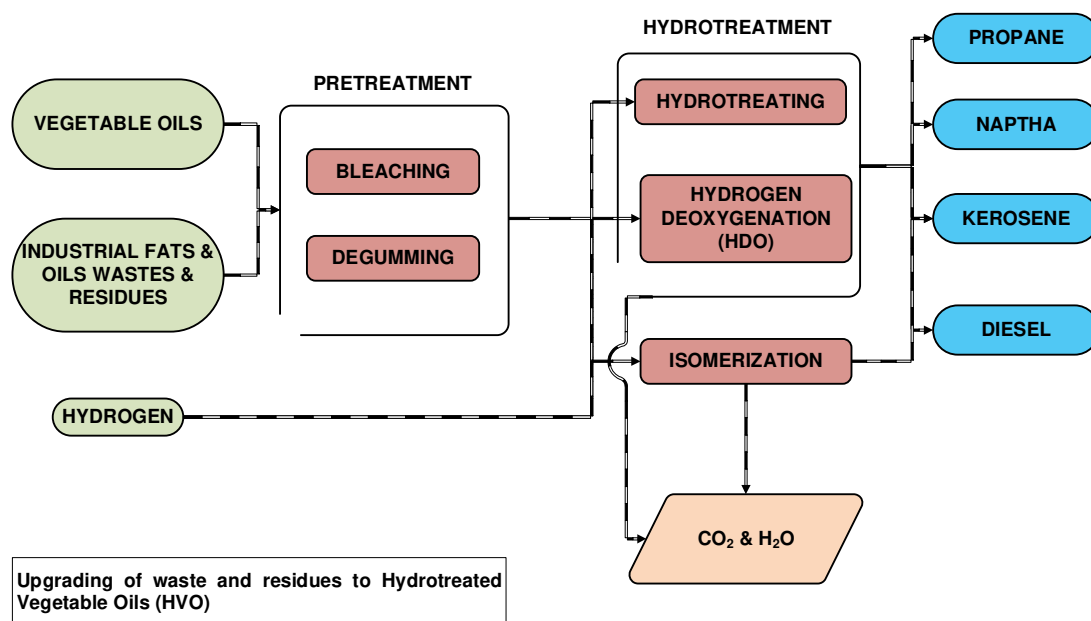 HYDROTREATMENT
PROPANE
PRETREATMENT
HYDROTREATING
VEGETABLE OILS
NAPTHA
BLEACHING
HYDROGEN
DEOXYGENATION
(HDO)
KEROSENE
INDUSTRIAL FATS &
OILS WASTES &
RESIDUES
DEGUMMING
DIESEL
ISOMERIZATION
HYDROGEN
CO₂ & H₂O
Upgrading of waste and residues to Hydrotreated
Vegetable Oils (HVO)